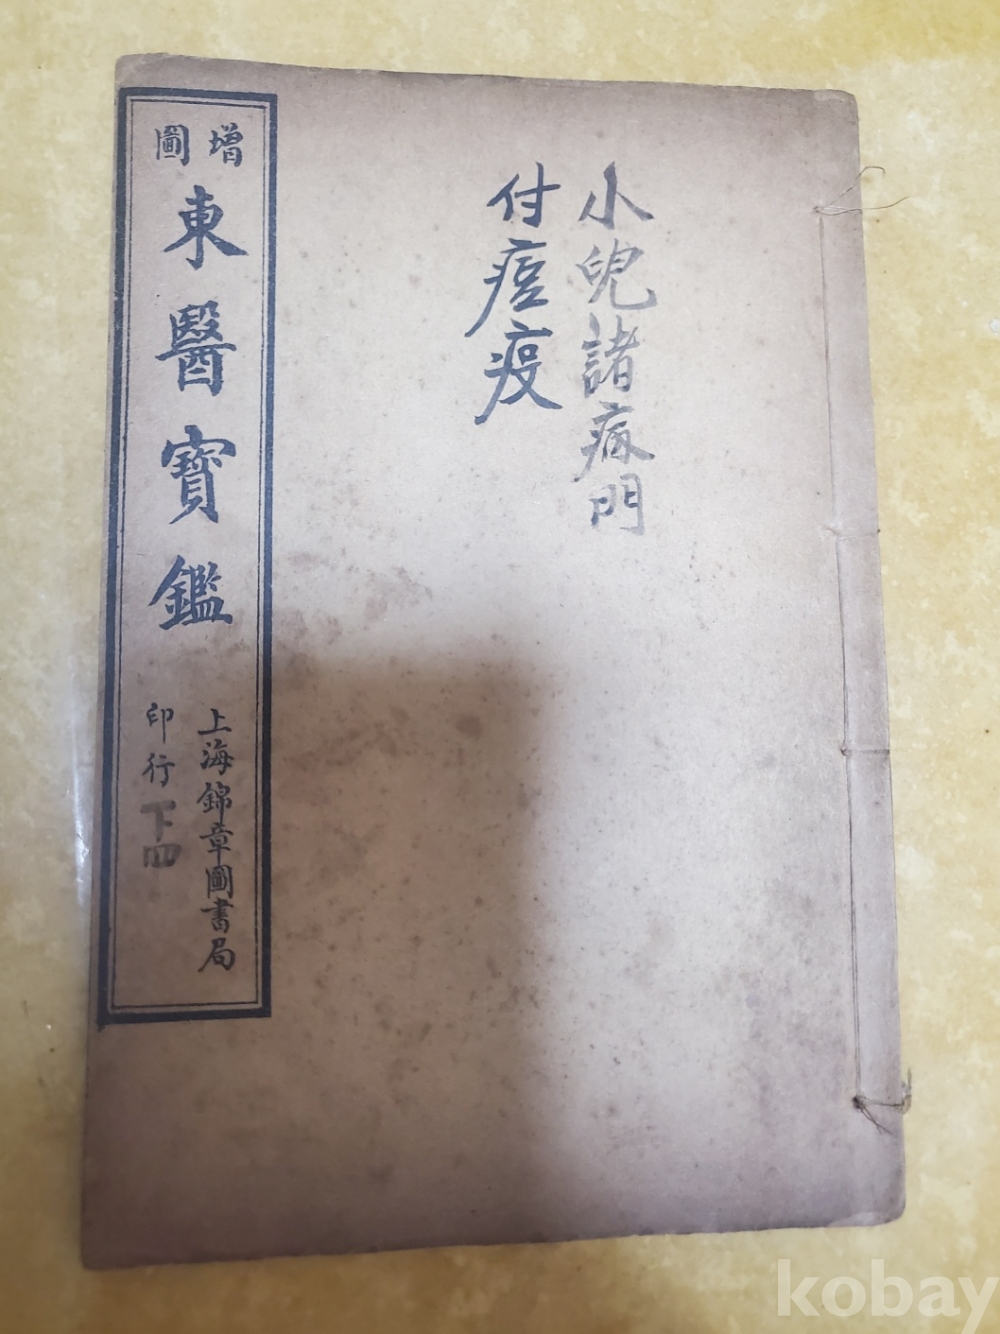 小兒諸門
付痘疫
增圖
東醫寶鑑
上海錦章圖書局
印行下四
kobay